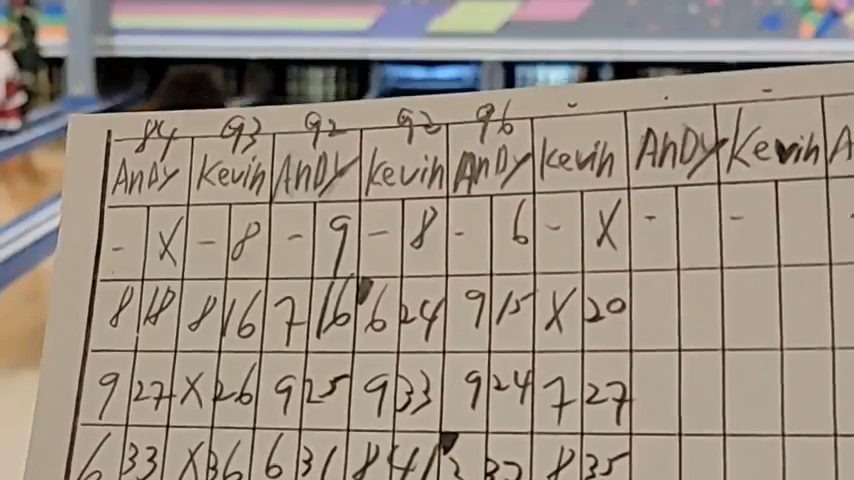 84 93 92 92 96 - - -
ANDY Kevin ANDY Kevin ANDY Kevin ANDY Kevin A
- X - 8 - 9 - 8 - 6 - X - -
8 18 8 16 7 16 6 24 9 15 X 20
9 27 X 26 9 25 9 33 9 24 7 27
6 33 X 36 6 31 8 41 8 35